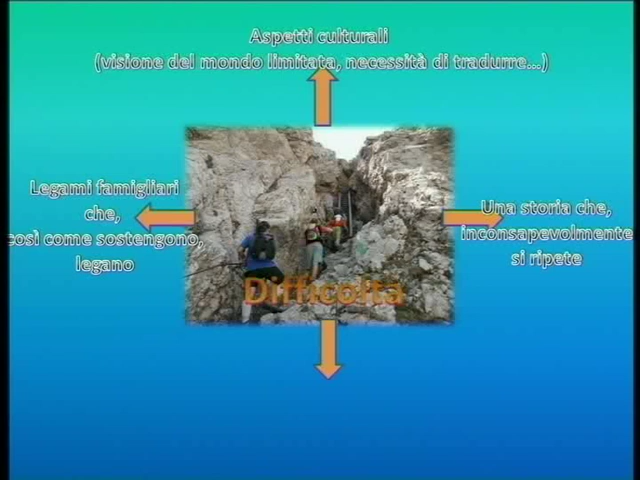 Aspetti culturali
(visione del mondo limitata, necessità di tradurre...)
Legami famigliari
che,
così come sostengono,
legano
Una storia che,
inconsapevolmente
si ripete
Difficoltà